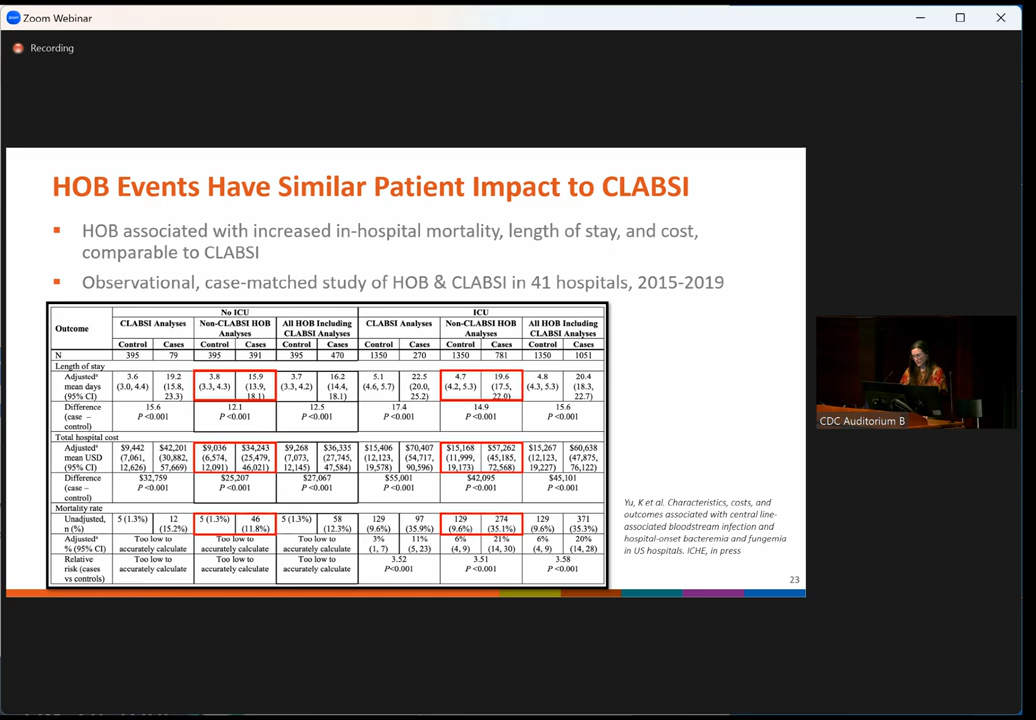 zoom Zoom Webinar
Recording
HOB Events Have Similar Patient Impact to CLABSI
HOB associated with increased in-hospital mortality, length of stay, and cost,
comparable to CLABSI
Observational, case-matched study of HOB & CLABSI in 41 hospitals, 2015-2019
Outcome
No ICU ICU
CLABSI Analyses Non-CLABSI HOB Analyses All HOB Including CLABSI Analyses CLABSI Analyses Non-CLABSI HOB Analyses All HOB Including CLABSI Analyses
Control Cases Control Cases Control Cases Control Cases Control Cases Control Cases
N 395 79 395 391 395 470 1350 270 1350 781 1350 1051
Length of stay
Adjustedª 3.6 19.2 3.8 15.9 3.7 16.2 5.1 22.5 4.7 19.6 4.8 20.4
mean days (3.0, 4.4) (15.8, (3.3, 4.3) (13.9, (3.3, 4.2) (14.4, (4.6, 5.7) (20.0, (4.2, 5.3) (17.5, (4.3, 5.3) (18.3,
(95% CI) 23.3) 18.1) 18.1) 25.2) 22.0) 22.7)
Difference 15.6 12.1 12.5 17.4 14.9 15.6
(case – P <0.001 P <0.001 P <0.001 P <0.001 P <0.001 P <0.001
control)
Total hospital cost
Adjustedª $9,442 $42,201 $9,036 $34,243 $9,268 $36,335 $15,406 $70,407 $15,168 $57,262 $15,267 $60,638
mean USD (7,061, (30,882, (6,574, (25,479, (7,073, (27,745, (12,123, (54,717, (11,999, (45,185, (12,123, (47,875,
(95% CI) 12,626) 57,669) 12,091) 46,021) 12,145) 47,584) 19,578) 90,596) 19,173) 72,568) 19,227) 76,122)
Difference $32,759 $25,207 $27,067 $55,001 $42,095 $45,101
(case – P <0.001 P <0.001 P <0.001 P <0.001 P <0.001 P <0.001
control)
Mortality rate
Unadjusted, 5 (1.3%) 12 5 (1.3%) 46 5 (1.3%) 58 129 97 129 274 129 371
n (%) (15.2%) (11.8%) (12.3%) (9.6%) (35.9%) (9.6%) (35.1%) (9.6%) (35.3%)
Adjustedª Too low to Too low to Too low to 3% 11% 6% 21% 6% 20%
% (95% CI) accurately calculate accurately calculate accurately calculate (1, 7) (5, 23) (4, 9) (14, 30) (4, 9) (14, 28)
Relative Too low to Too low to Too low to 3.52 3.51 3.58
risk (cases accurately calculate accurately calculate accurately calculate P<0.001 P <0.001 P <0.001
vs controls)
Yu, K et al. Characteristics, costs, and
outcomes associated with central line-
associated bloodstream infection and
hospital-onset bacteremia and fungemia
in US hospitals. ICHE, in press
23
CDC Auditorium B